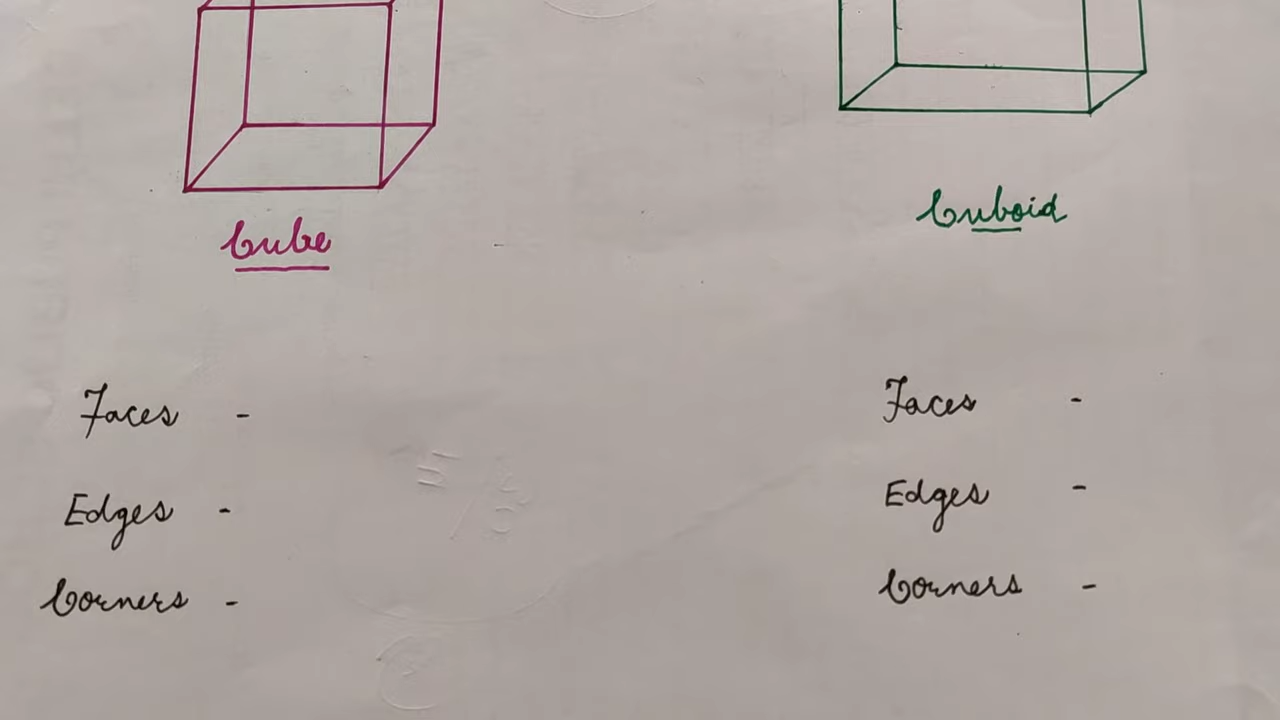 Cube
Cuboid
Faces -
Edges -
Corners -
Faces -
Edges -
Corners -